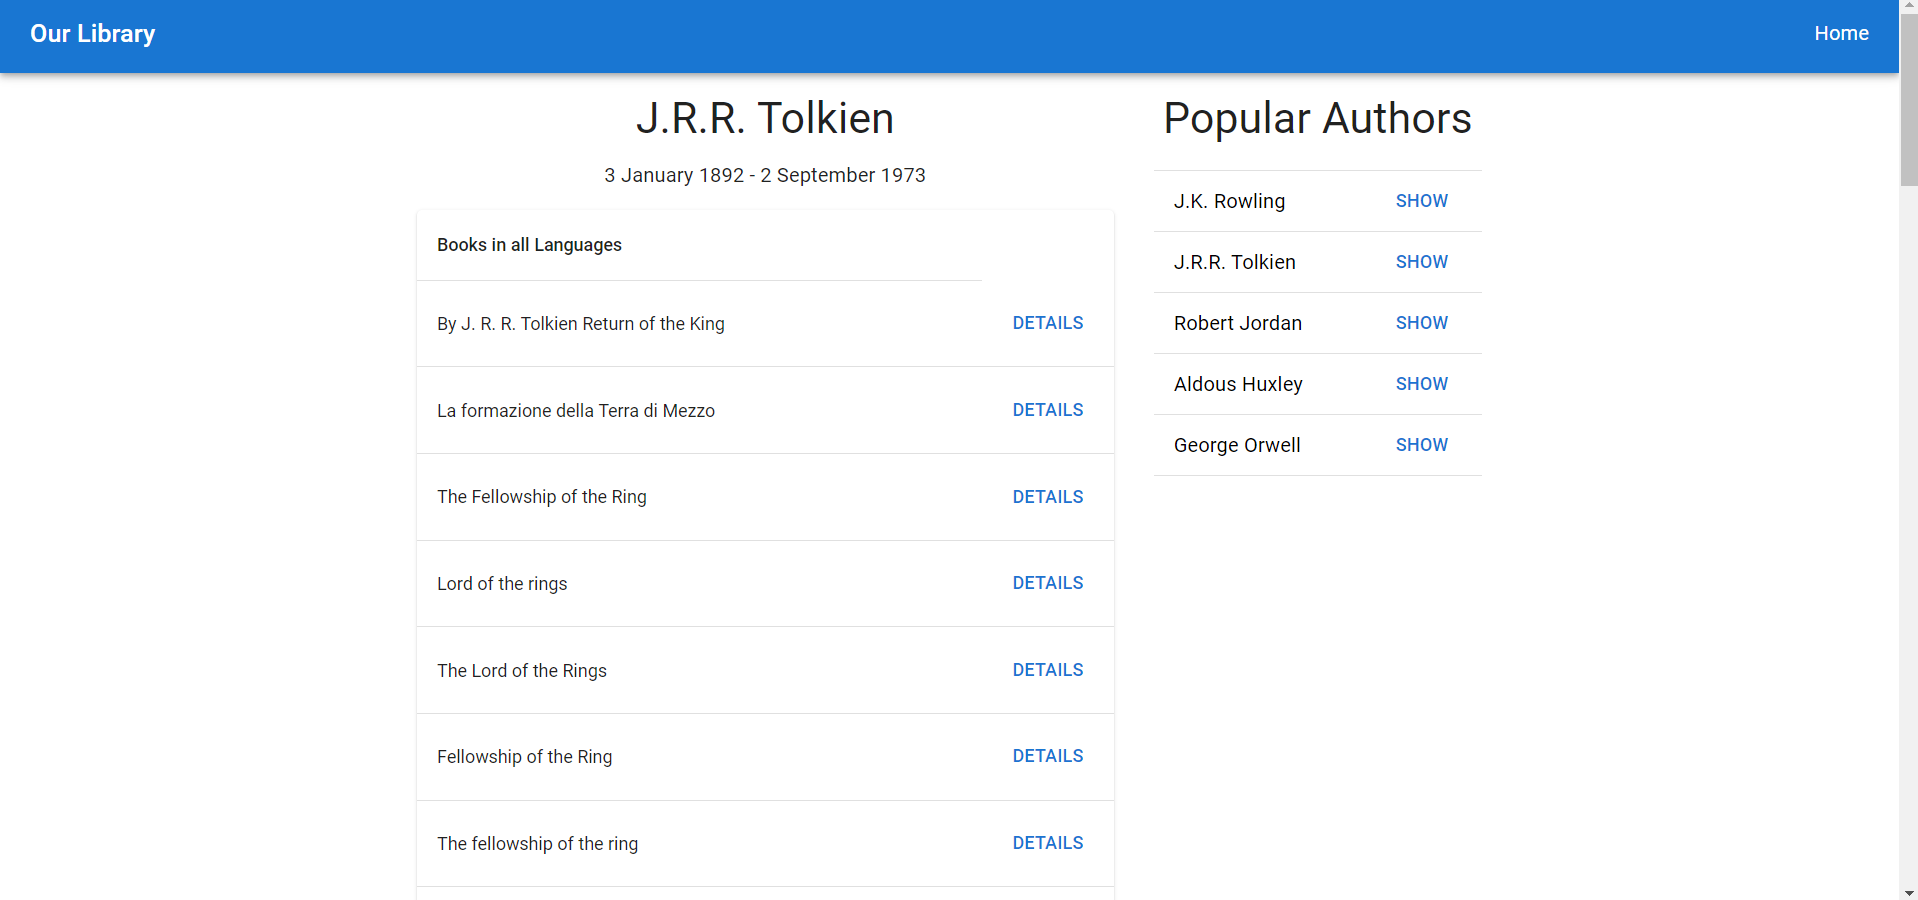 Our Library
Home
J.R.R. Tolkien
3 January 1892 - 2 September 1973
Books in all Languages
By J. R. R. Tolkien Return of the King DETAILS
La formazione della Terra di Mezzo DETAILS
The Fellowship of the Ring DETAILS
Lord of the rings DETAILS
The Lord of the Rings DETAILS
Fellowship of the Ring DETAILS
The fellowship of the ring DETAILS
Popular Authors
J.K. Rowling SHOW
J.R.R. Tolkien SHOW
Robert Jordan SHOW
Aldous Huxley SHOW
George Orwell SHOW